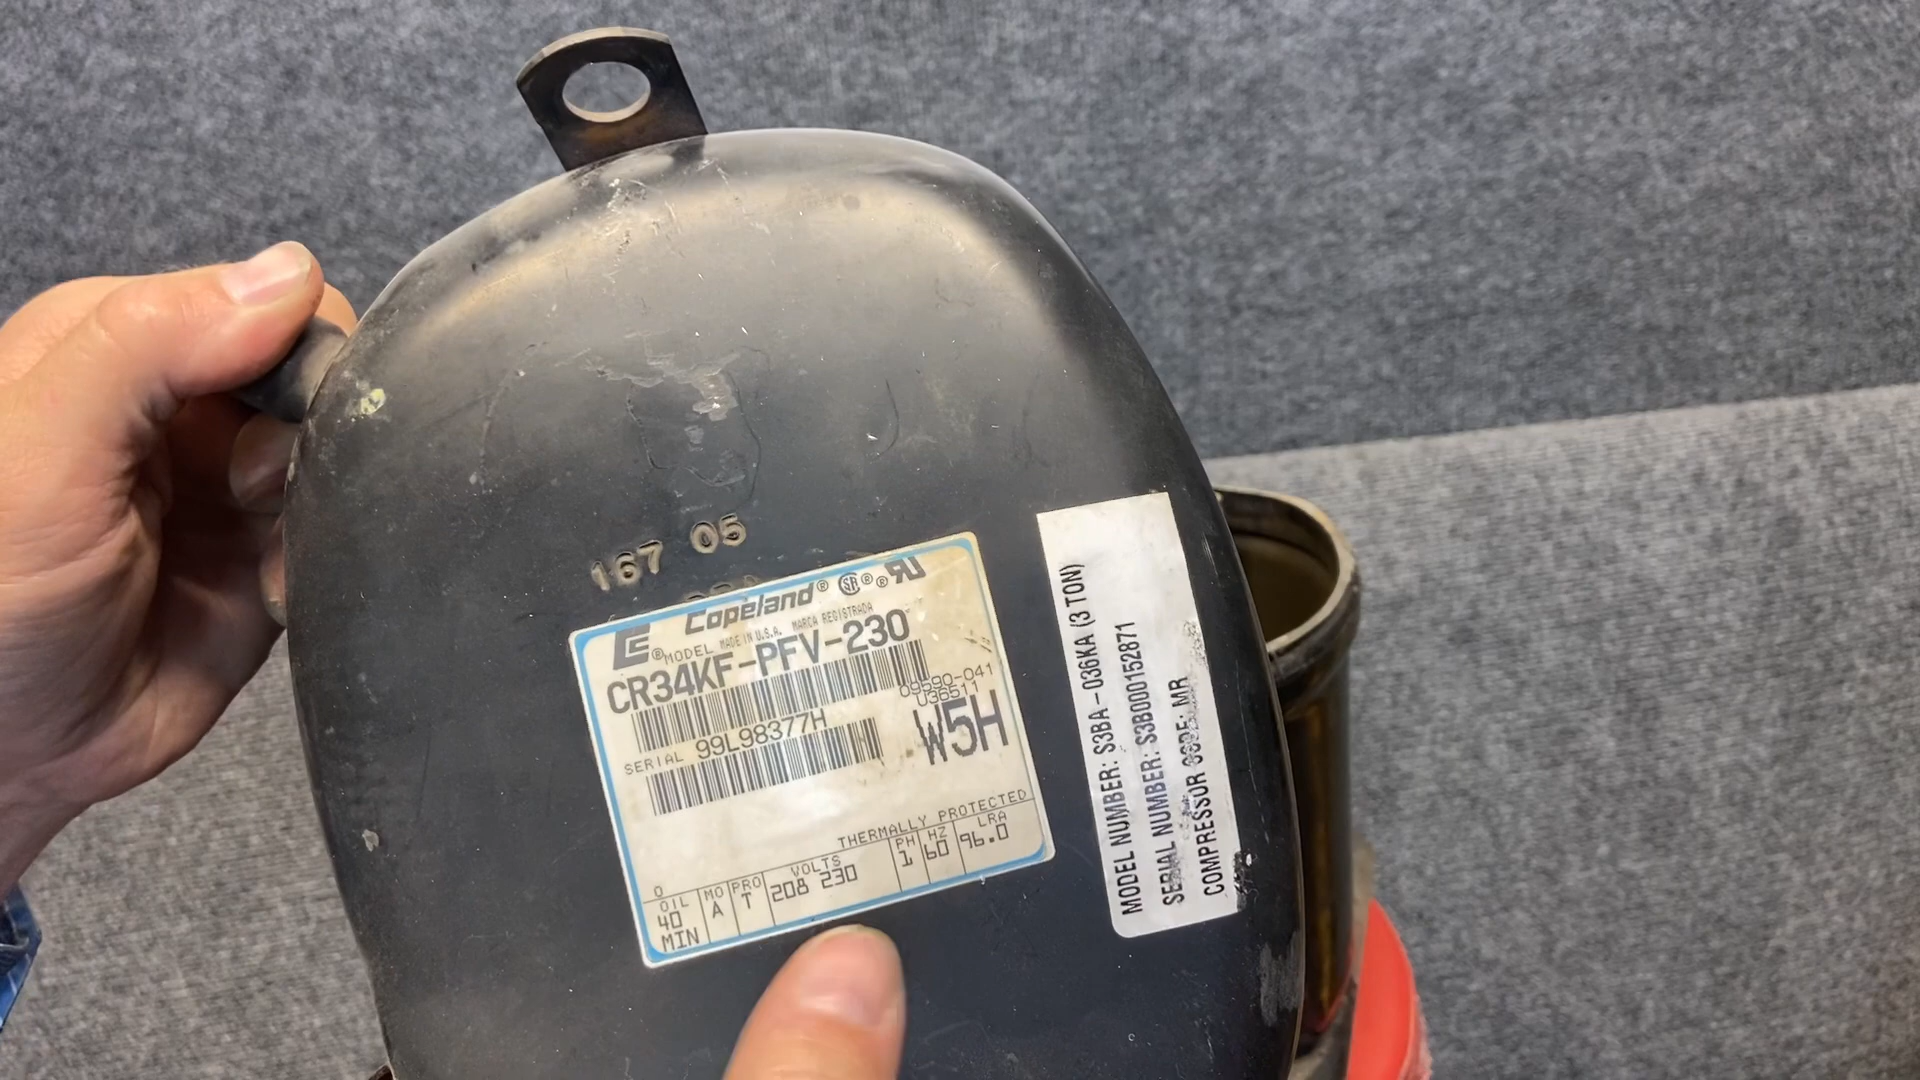 167 05
Copeland®
MADE IN U.S.A. MARCA REGISTRADA
MODEL
CR34KF-PFV-230
09590-041
036511
SERIAL 99L98377H
H
W5H
THERMALLY PROTECTED
O
OIL
40
MIN
MO
A
PRO
T
VOLTS
208 230
PH
1
HZ
60
LRA
96.0
MODEL NUMBER: S3BA-036KA (3 TON)
SERIAL NUMBER: S3B000152871
COMPRESSOR CODE: MR